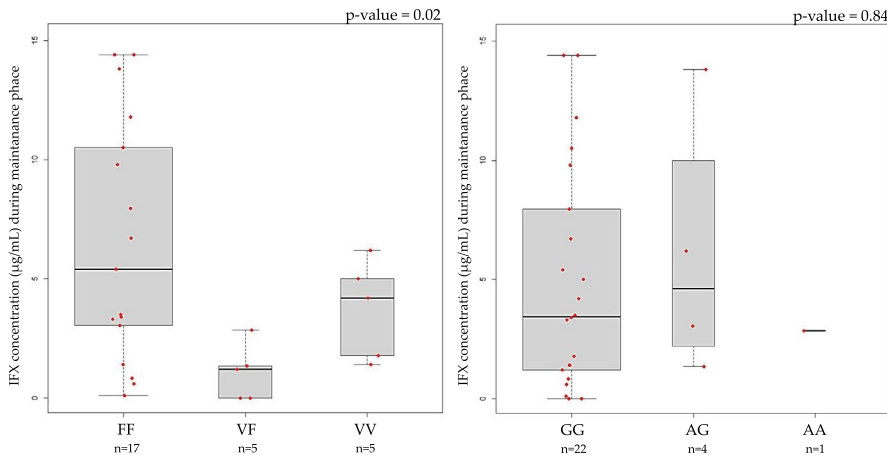 p-value = 0.02
IFX concentration (µg/mL) during maintanance phace
15
10
5
0
FF
VF
VV
n=17
n=5
n=5
p-value = 0.84
IFX concentration (µg/mL) during maintanance phace
15
10
5
0
GG
AG
AA
n=22
n=4
n=1